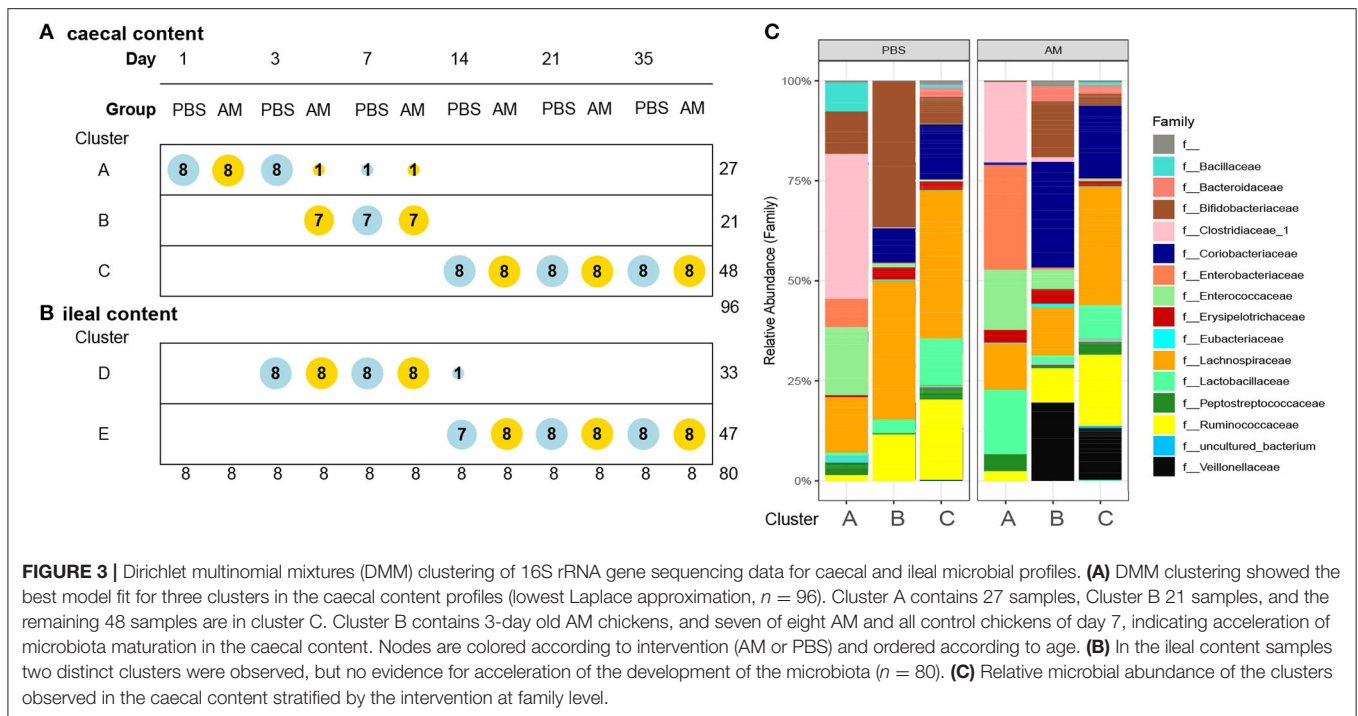 A caecal content
Day 1 3 7 14 21 35
Group PBS AM PBS AM PBS AM PBS AM PBS AM PBS AM
Cluster
A 8 8 8 1 1 1 27
B 7 7 7 21
C 8 8 8 8 8 8 48
96
B ileal content
Cluster
D 8 8 8 8 1 33
E 7 8 8 8 8 8 47
8 8 8 8 8 8 8 8 8 8 80
C
PBS AM
100%
75%
50%
25%
0%
Relative Abundance (Family)
Cluster A B C A B C
Family
f__
f__Bacillaceae
f__Bacteroidaceae
f__Bifidobacteriaceae
f__Clostridiaceae_1
f__Coriobacteriaceae
f__Enterobacteriaceae
f__Enterococcaceae
f__Erysipelotrichaceae
f__Eubacteriaceae
f__Lachnospiraceae
f__Lactobacillaceae
f__Peptostreptococcaceae
f__Ruminococcaceae
f__uncultured_bacterium
f__Veillonellaceae
FIGURE 3 | Dirichlet multinomial mixtures (DMM) clustering of 16S rRNA gene sequencing data for caecal and ileal microbial profiles. (A) DMM clustering showed the
best model fit for three clusters in the caecal content profiles (lowest Laplace approximation, n = 96). Cluster A contains 27 samples, Cluster B 21 samples, and the
remaining 48 samples are in cluster C. Cluster B contains 3-day old AM chickens, and seven of eight AM and all control chickens of day 7, indicating acceleration of
microbiota maturation in the caecal content. Nodes are colored according to intervention (AM or PBS) and ordered according to age. (B) In the ileal content samples
two distinct clusters were observed, but no evidence for acceleration of the development of the microbiota (n = 80). (C) Relative microbial abundance of the clusters
observed in the caecal content stratified by the intervention at family level.